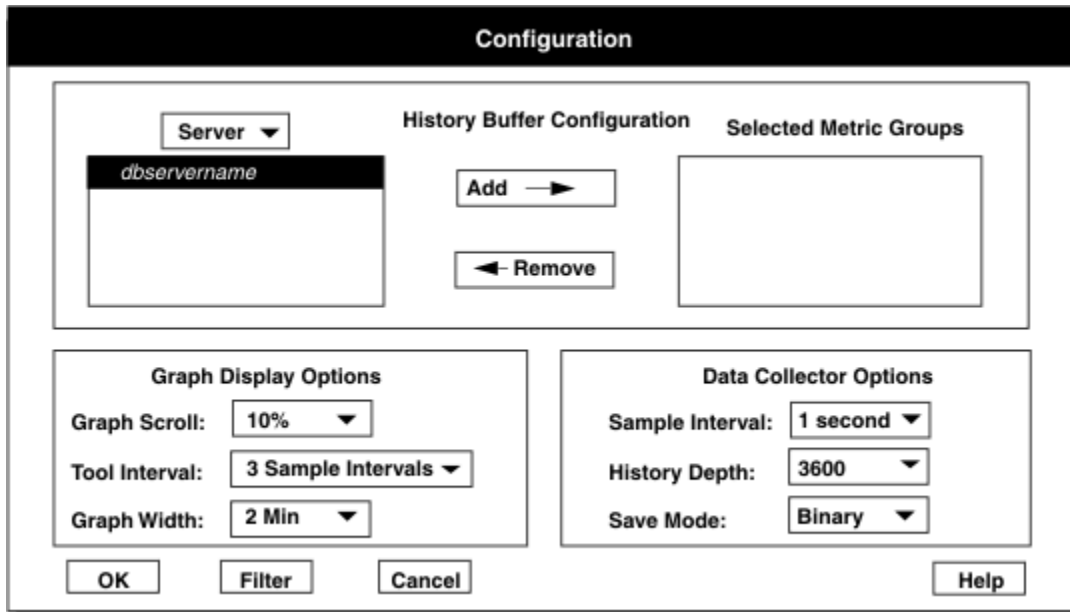 Configuration
Server
History Buffer Configuration
Selected Metric Groups
dbservername
Add
Remove
Graph Display Options
Graph Scroll: 10%
Tool Interval: 3 Sample Intervals
Graph Width: 2 Min
Data Collector Options
Sample Interval: 1 second
History Depth: 3600
Save Mode: Binary
OK
Filter
Cancel
Help